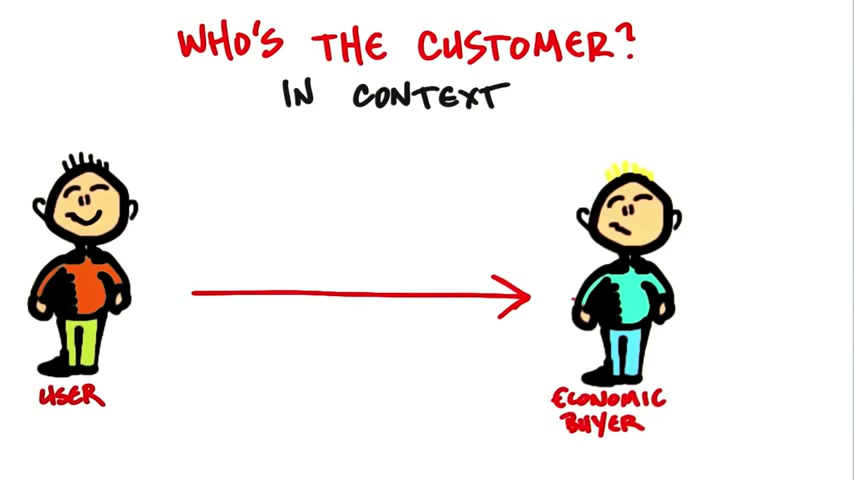 WHO'S THE CUSTOMER?
IN CONTEXT
USER
ECONOMIC
BUYER